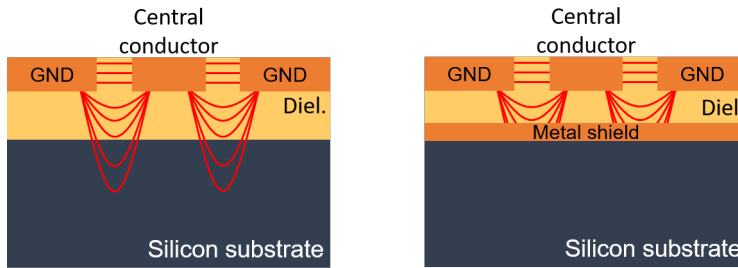 Central
conductor
GND
GND
Diel.
Silicon substrate
Central
conductor
GND
GND
Diel
Metal shield
Silicon substrate